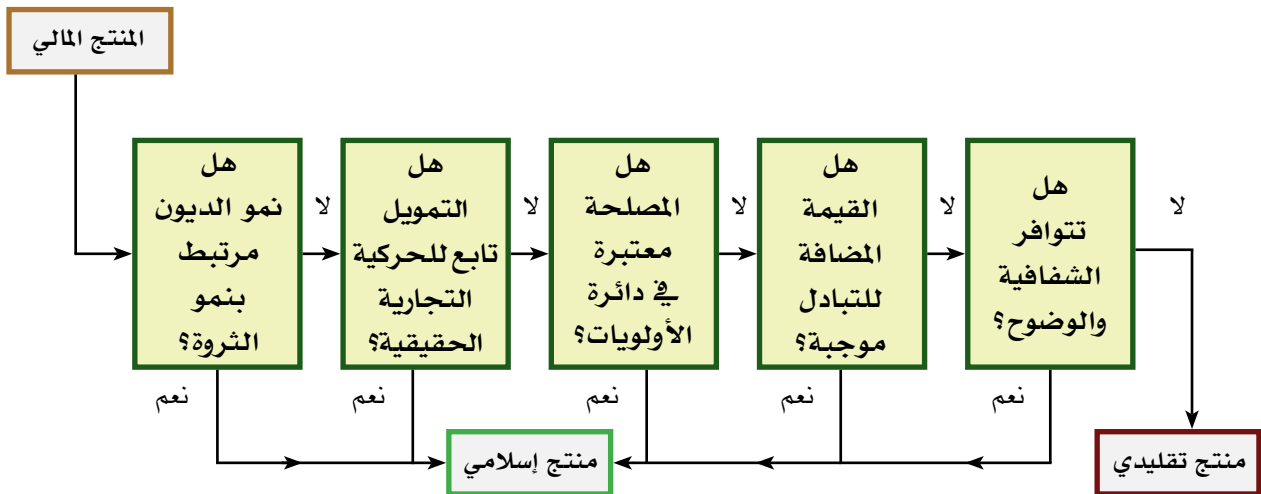 المنتج المالي
هل
نمو الديون
مرتبط
بنمو
الثروة؟
لا
نعم
هل
التمويل
تابع للحركية
التجارية
الحقيقية؟
لا
نعم
هل
المصلحة
معتبرة
في دائرة
الأولويات؟
لا
نعم
هل
القيمة
المضافة
للتبادل
موجبة؟
لا
نعم
هل
تتوافر
الشفافية
والوضوح؟
لا
نعم
منتج إسلامي
منتج تقليدي